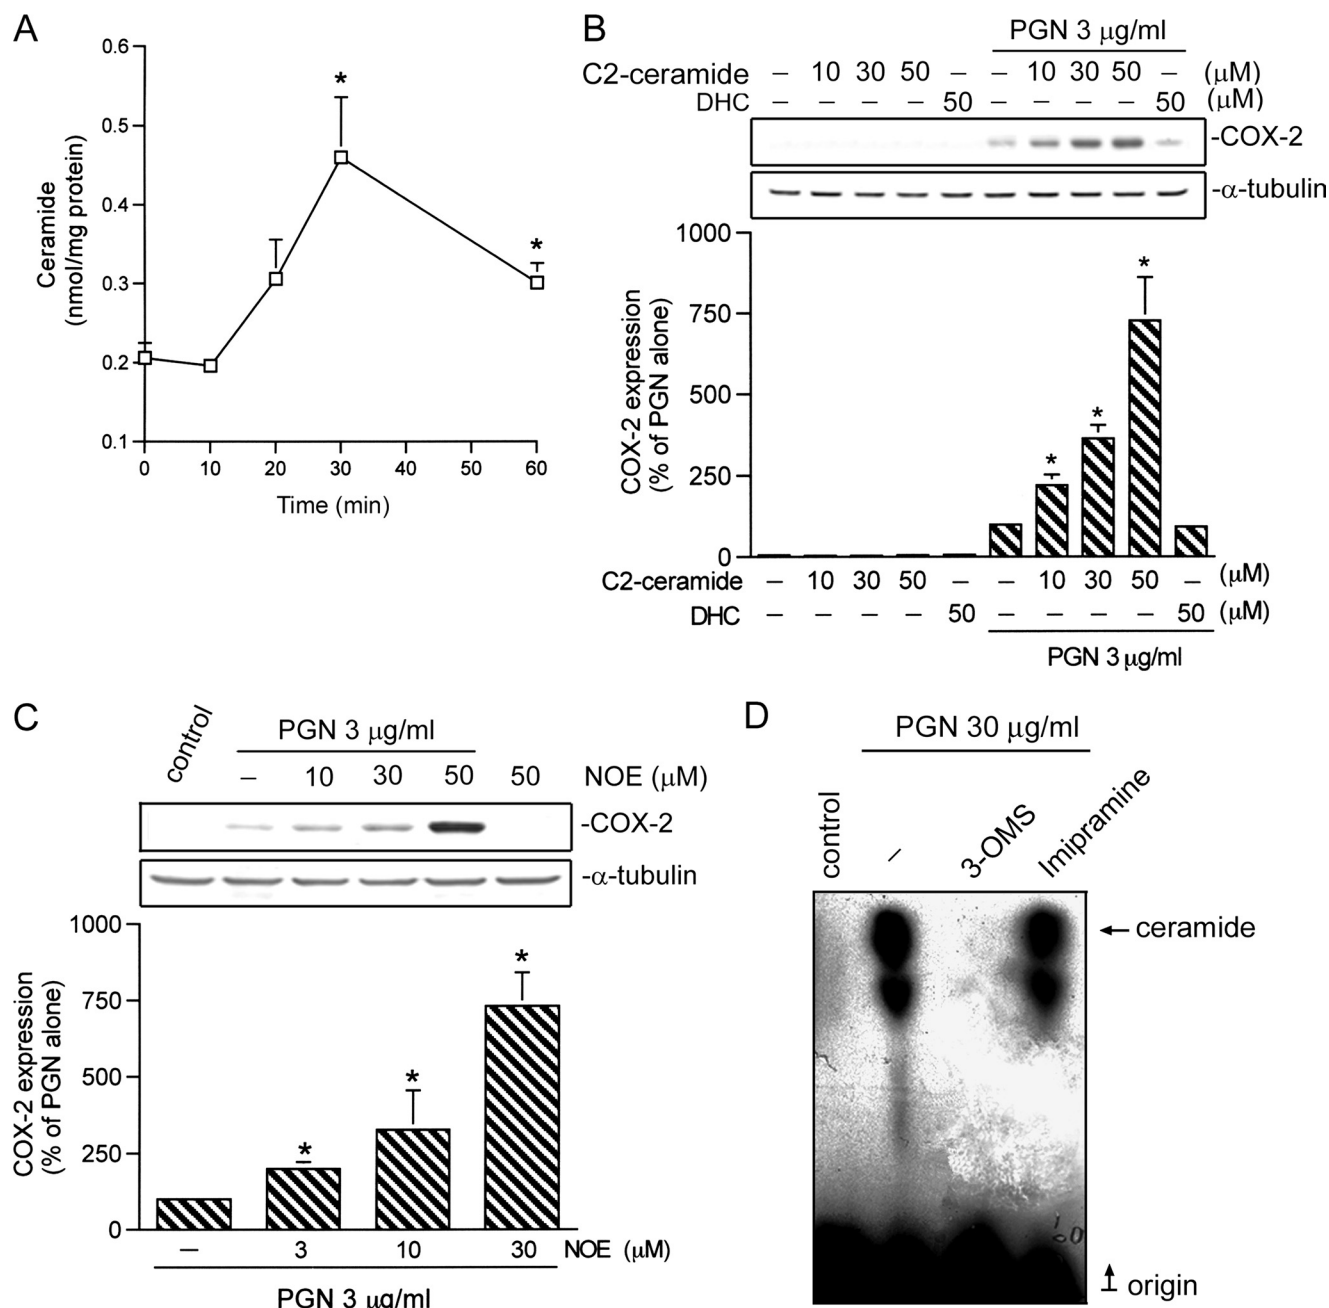 A
0.6
0.5
0.4
0.3
0.2
0.1
*
*
Ceramide
(nmol/mg protein)
0 10 20 30 40 50 60
Time (min)
B
PGN 3 μg/ml
C2-ceramide – 10 30 50 – – 10 30 50 – (μM)
DHC – – – – 50 – – – – 50 (μM)
-COX-2
-α-tubulin
1000
750
500
250
0
* * *
COX-2 expression
(% of PGN alone)
C2-ceramide – 10 30 50 – – 10 30 50 – (μM)
DHC – – – – 50 – – – – 50 (μM)
PGN 3 μg/ml
C
control
PGN 3 μg/ml
– 10 30 50 50 NOE (μM)
-COX-2
-α-tubulin
1000
750
500
250
0
* * *
COX-2 expression
(% of PGN alone)
– 3 10 30 NOE (μM)
PGN 3 μg/ml
D
PGN 30 μg/ml
control – 3-OMS Imipramine
← ceramide
origin